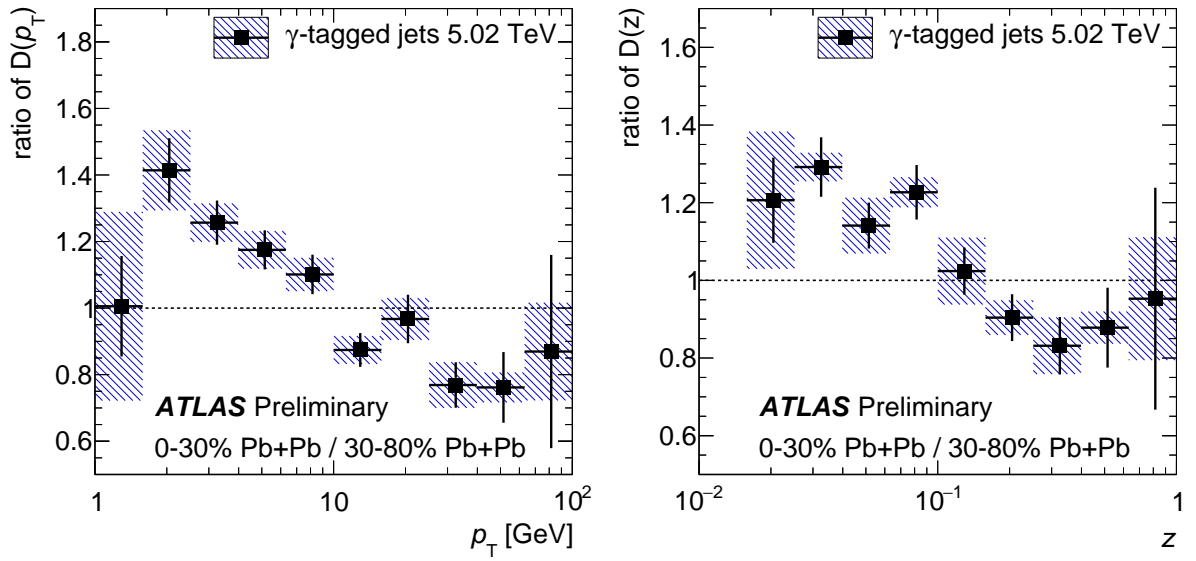 ratio of D(p_T)
γ-tagged jets 5.02 TeV
1.8
1.6
1.4
1.2
1
0.8
0.6
ATLAS Preliminary
0-30% Pb+Pb / 30-80% Pb+Pb
1 10 10²
p_T [GeV]
ratio of D(z)
γ-tagged jets 5.02 TeV
1.6
1.4
1.2
1
0.8
0.6
ATLAS Preliminary
0-30% Pb+Pb / 30-80% Pb+Pb
10⁻² 10⁻¹ 1
z